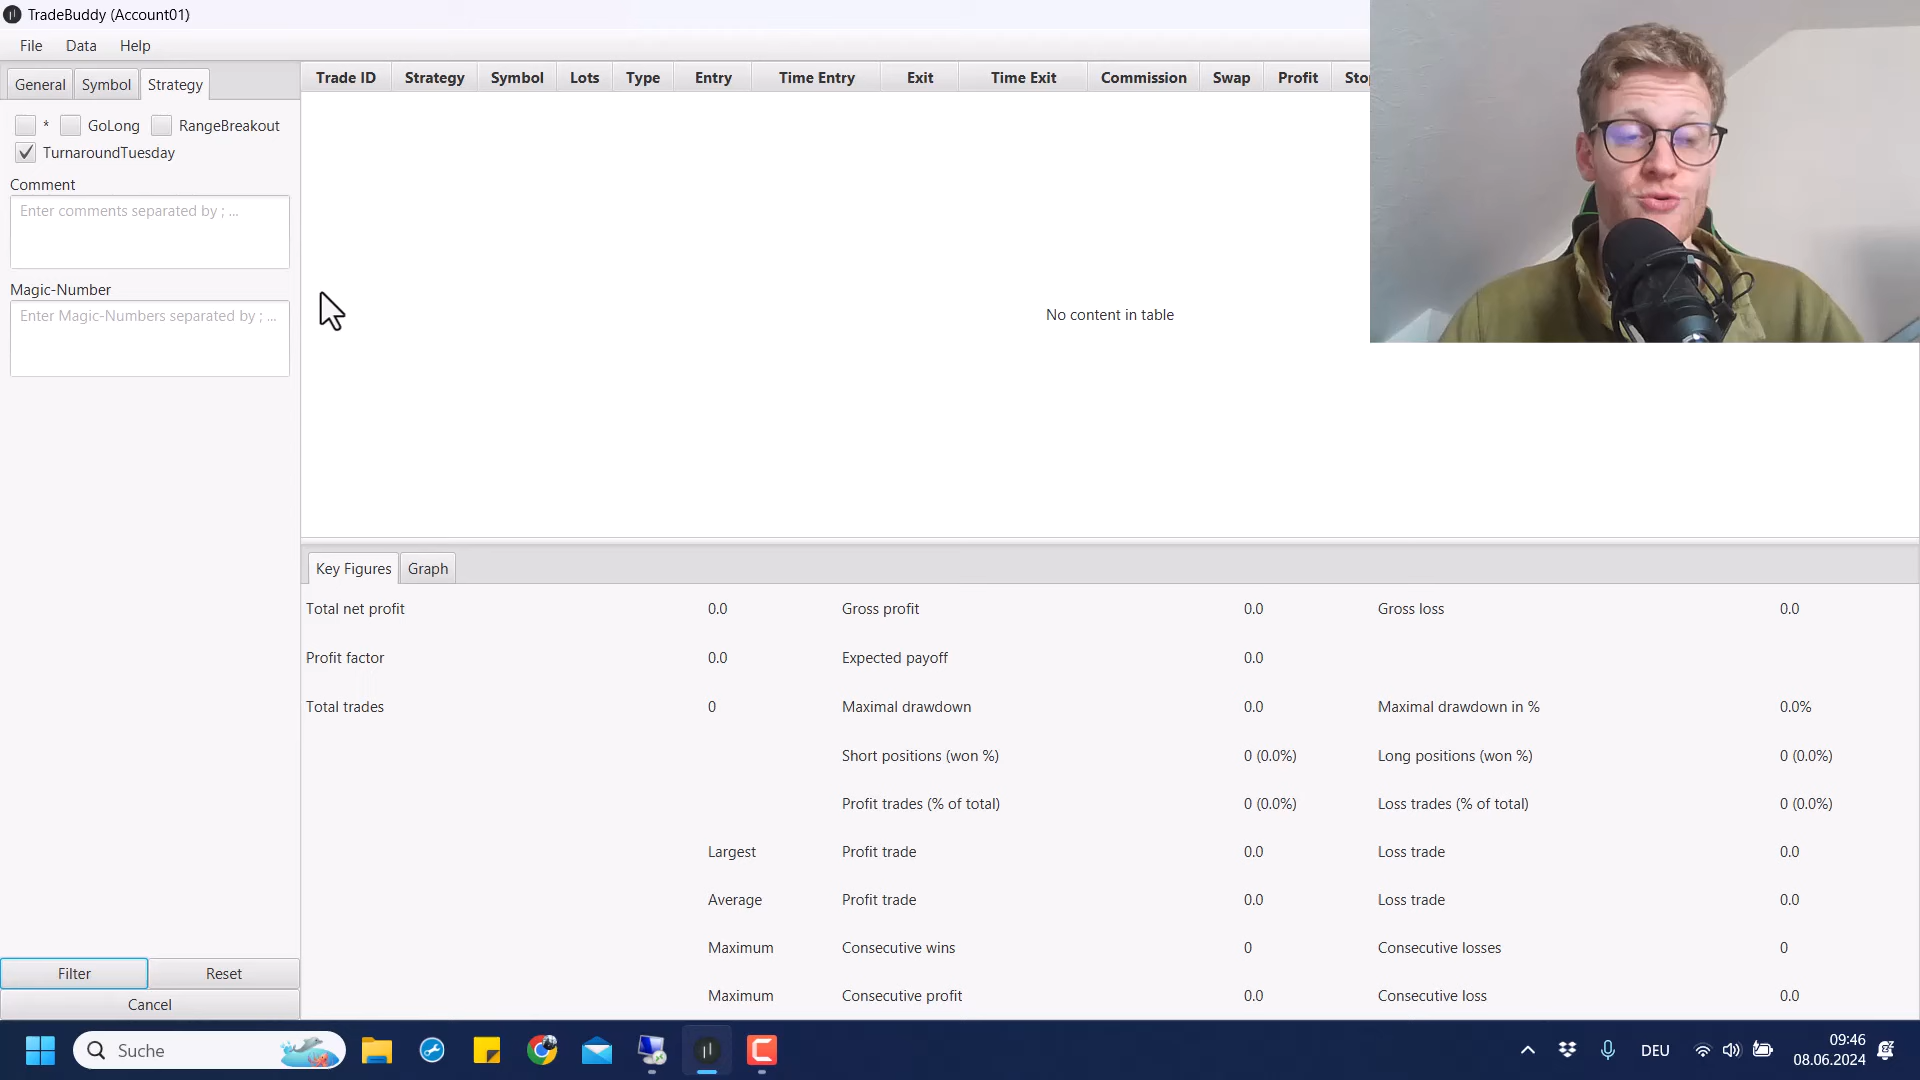 TradeBuddy (Account01)
File Data Help
General Symbol Strategy
* GoLong RangeBreakout
TurnaroundTuesday
Comment
Enter comments separated by ; ...
Magic-Number
Enter Magic-Numbers separated by ; ...
Filter Reset
Cancel
Trade ID Strategy Symbol Lots Type Entry Time Entry Exit Time Exit Commission Swap Profit
No content in table
Key Figures Graph
Total net profit 0.0 Gross profit 0.0 Gross loss 0.0
Profit factor 0.0 Expected payoff 0.0
Total trades 0 Maximal drawdown 0.0 Maximal drawdown in % 0.0%
Short positions (won %) 0 (0.0%) Long positions (won %) 0 (0.0%)
Profit trades (% of total) 0 (0.0%) Loss trades (% of total) 0 (0.0%)
Largest Profit trade 0.0 Loss trade 0.0
Average Profit trade 0.0 Loss trade 0.0
Maximum Consecutive wins 0 Consecutive losses 0
Maximum Consecutive profit 0.0 Consecutive loss 0.0
Suche DEU 09:46
08.06.2024